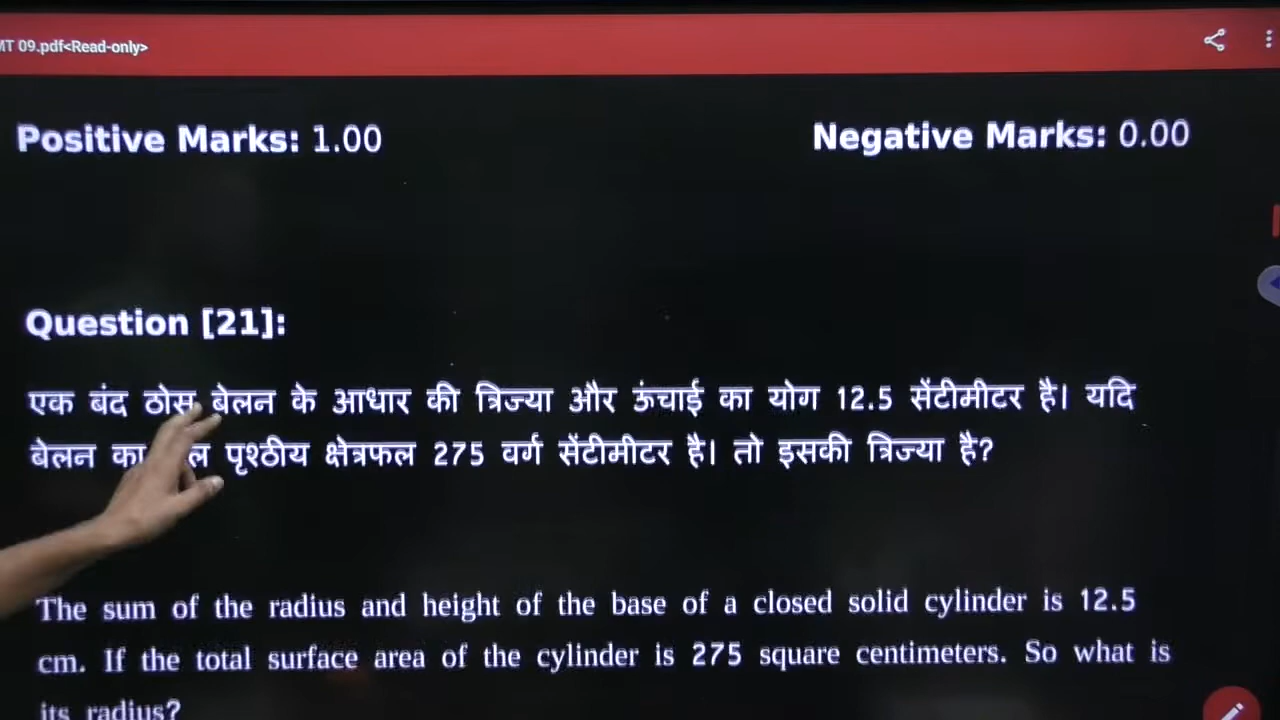 MT 09.pdf<Read-only>
Positive Marks: 1.00 Negative Marks: 0.00
Question [21]:
एक बंद ठोस बेलन के आधार की त्रिज्या और ऊंचाई का योग 12.5 सेंटीमीटर है। यदि
बेलन का पृश्ठीय क्षेत्रफल 275 वर्ग सेंटीमीटर है। तो इसकी त्रिज्या है?
The sum of the radius and height of the base of a closed solid cylinder is 12.5
cm. If the total surface area of the cylinder is 275 square centimeters. So what is
its radius?